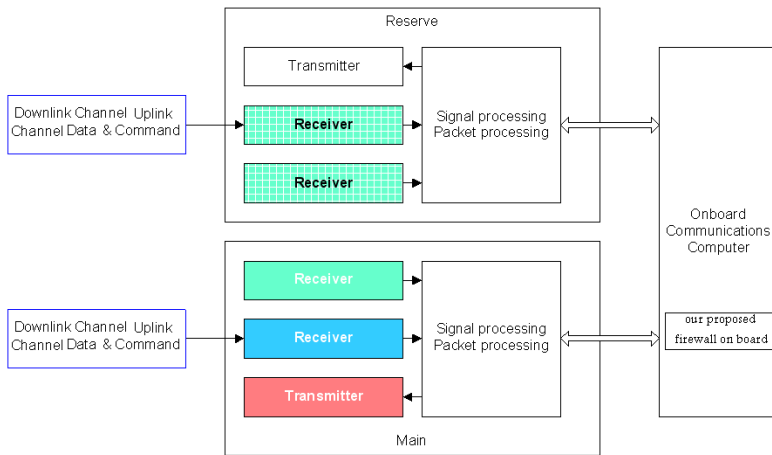 Reserve
Transmitter
Downlink Channel Uplink
Channel Data & Command
Receiver
Receiver
Signal processing
Packet processing
Onboard
Communications
Computer
our proposed
firewall on board
Downlink Channel Uplink
Channel Data & Command
Receiver
Receiver
Transmitter
Signal processing
Packet processing
Main